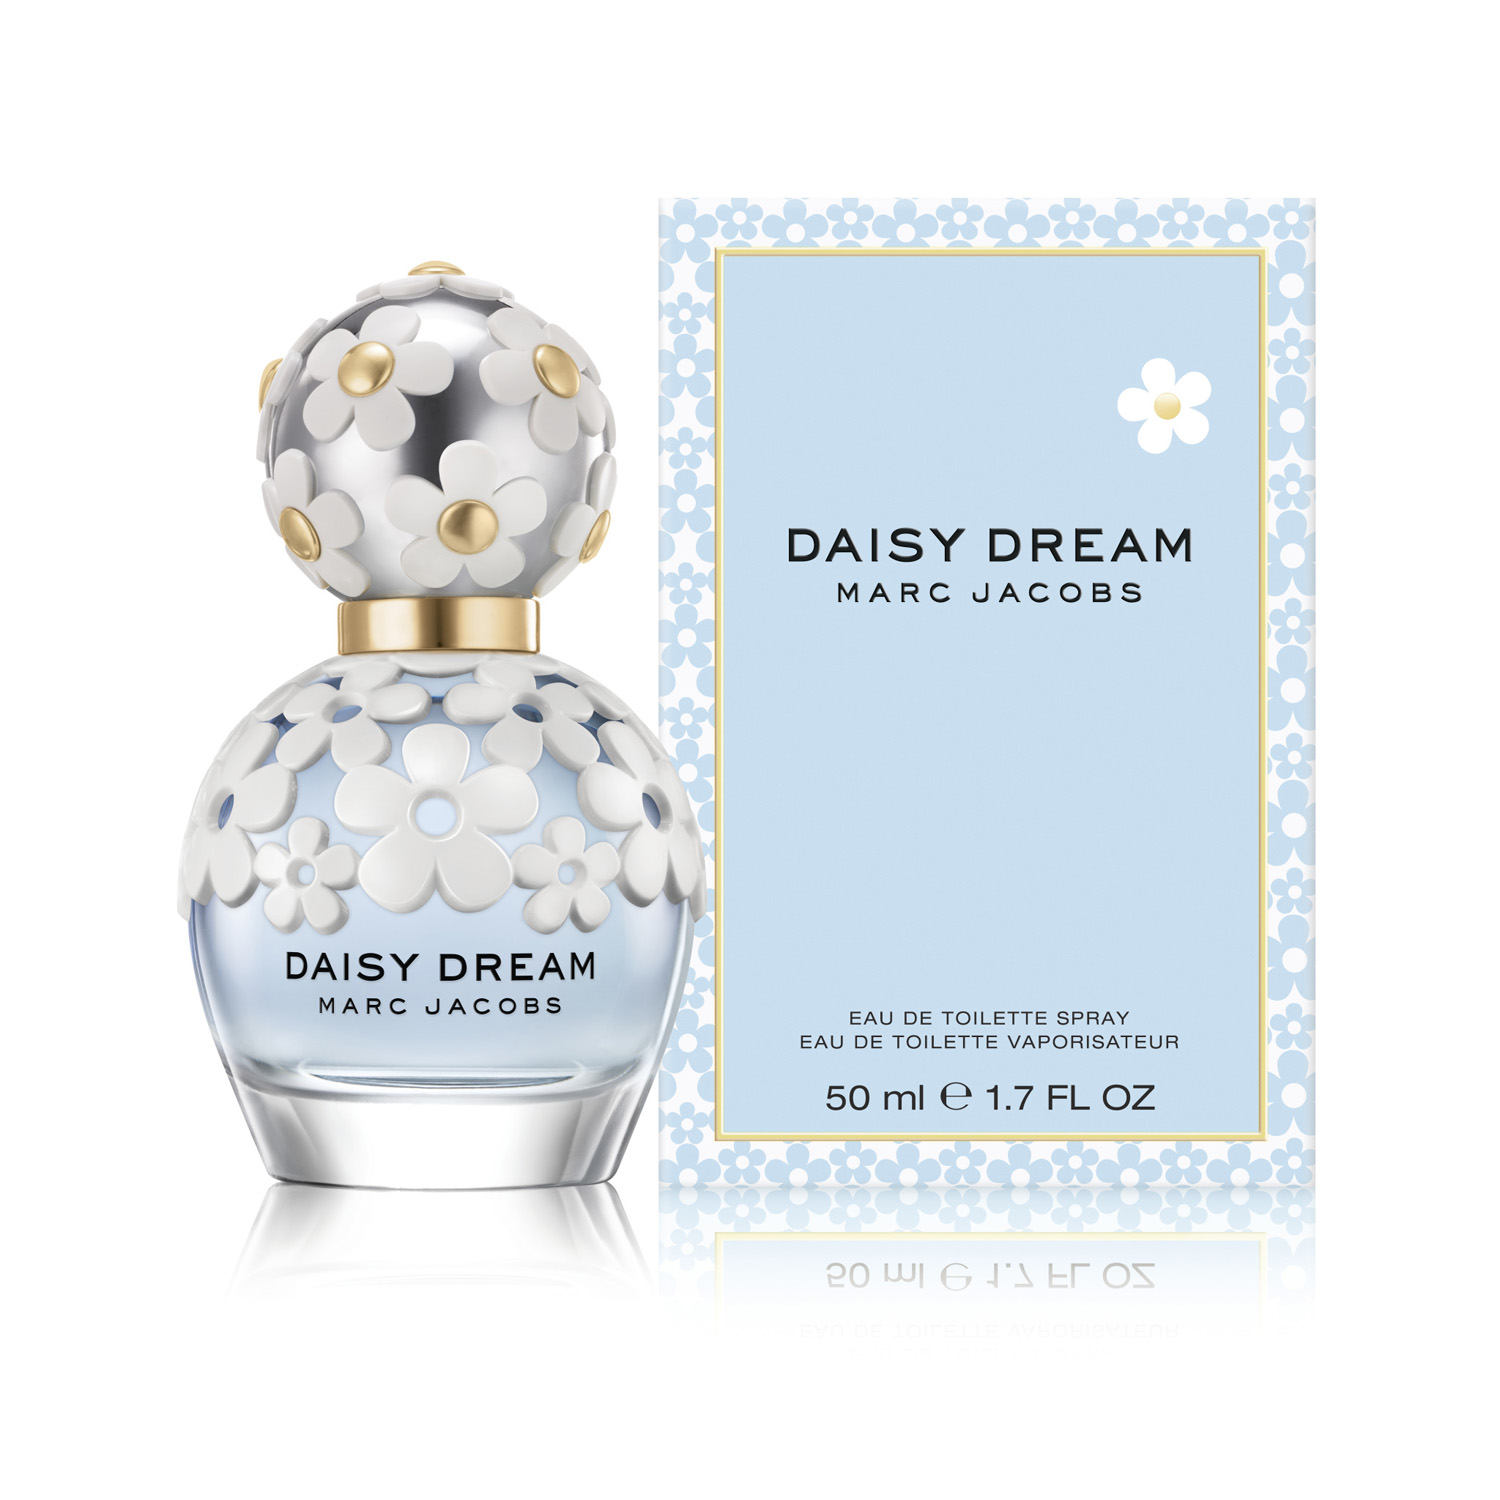 DAISY DREAM
MARC JACOBS
DAISY DREAM
MARC JACOBS
EAU DE TOILETTE SPRAY
EAU DE TOILETTE VAPORISATEUR
50 ml ℮ 1.7 FL OZ